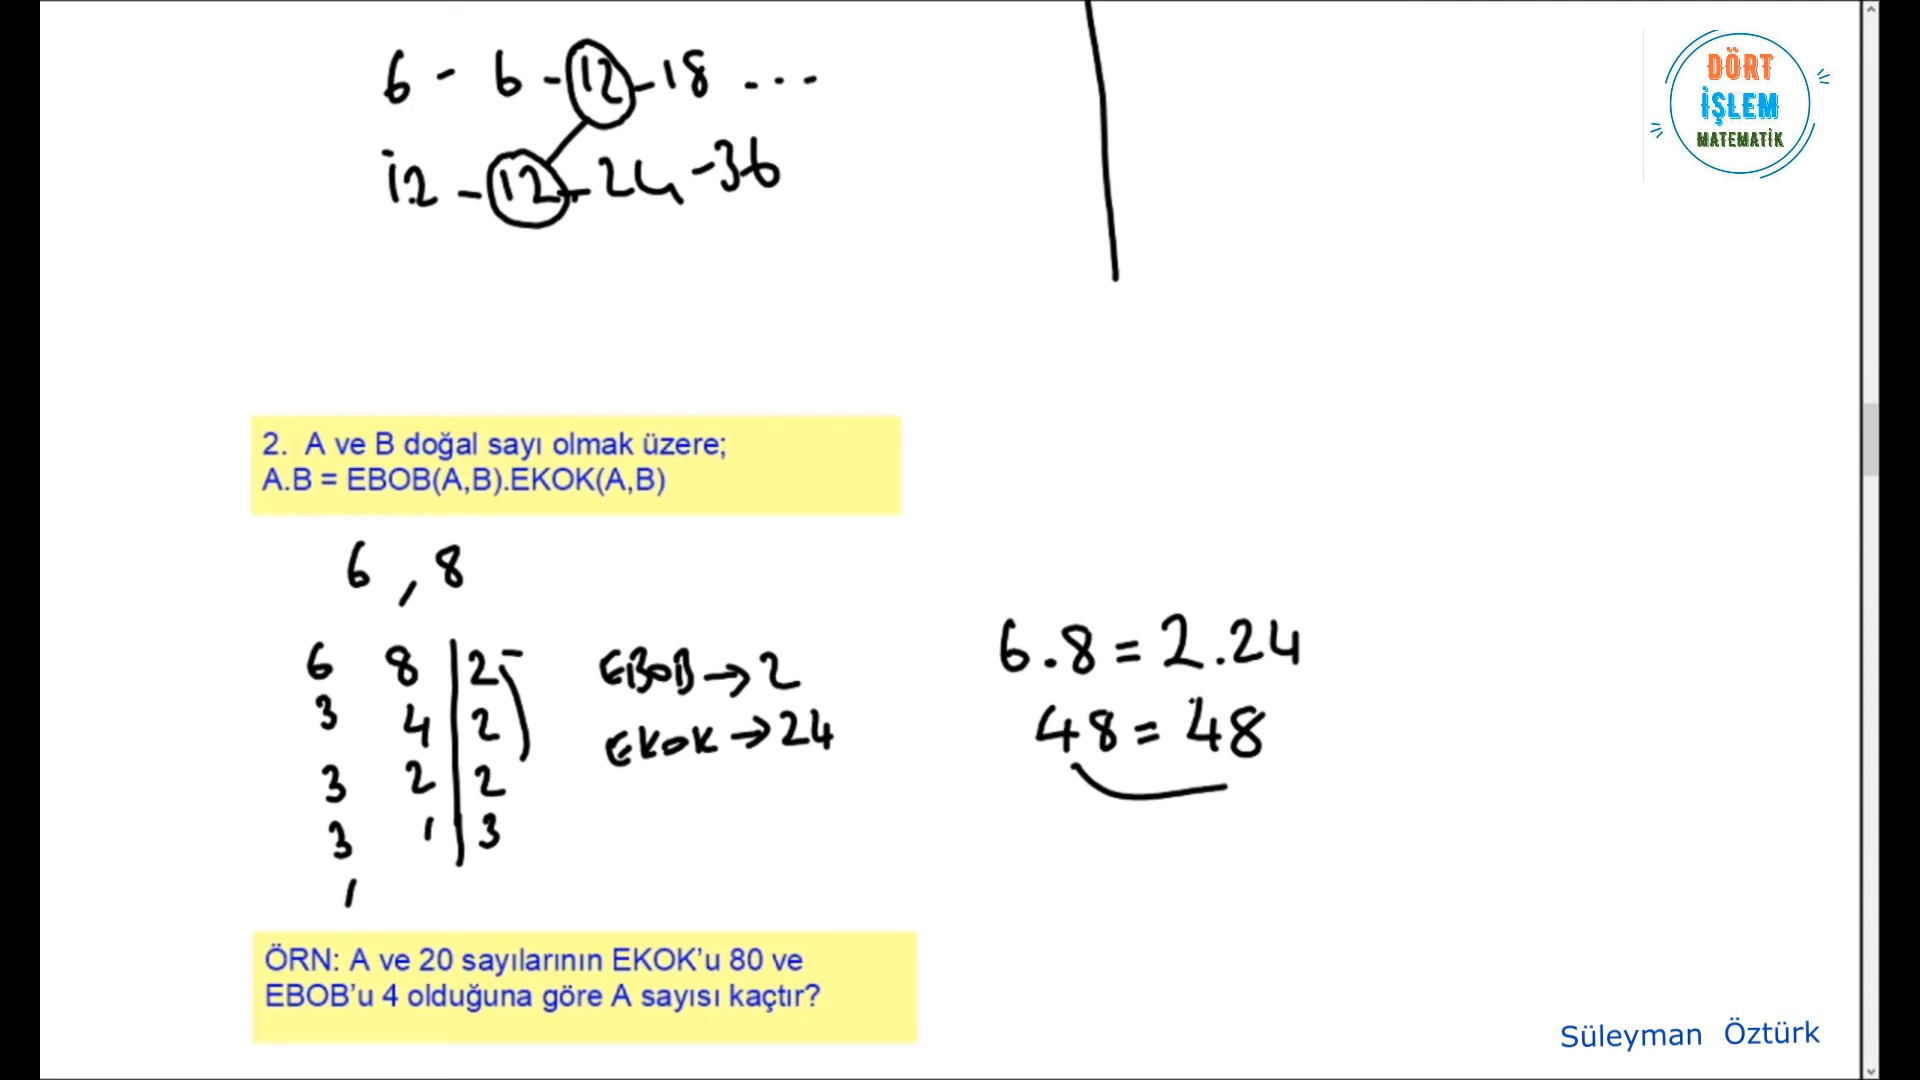 6 - 6 - 12 - 18 ...
12 - 12 - 24 - 36
DÖRT
İŞLEM
MATEMATİK
2. A ve B doğal sayı olmak üzere;
A.B = EBOB(A,B).EKOK(A,B)
6 , 8
6 8 | 2
3 4 | 2
3 2 | 2
3 1 | 3
1
EBOB → 2
EKOK → 24
6.8 = 2.24
48 = 48
ÖRN: A ve 20 sayılarının EKOK'u 80 ve
EBOB'u 4 olduğuna göre A sayısı kaçtır?
Süleyman Öztürk